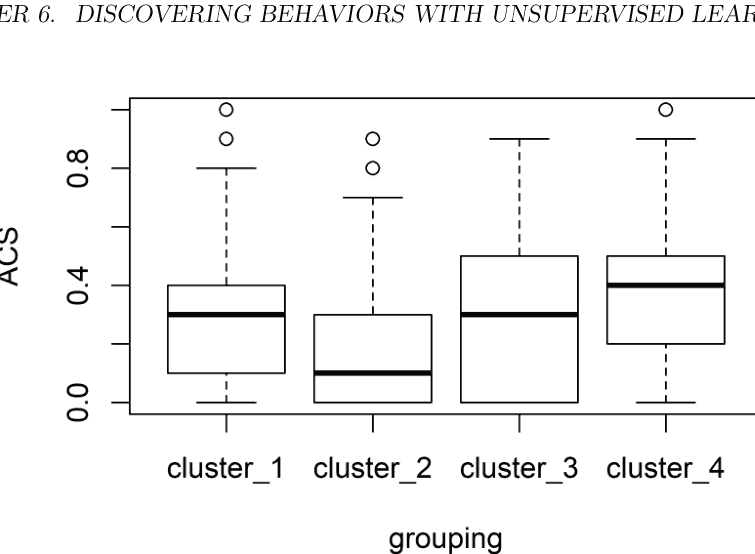 ER 6. DISCOVERING BEHAVIORS WITH UNSUPERVISED LEAR
0.8
ACS
0.4
0.0
cluster_1 cluster_2 cluster_3 cluster_4
grouping